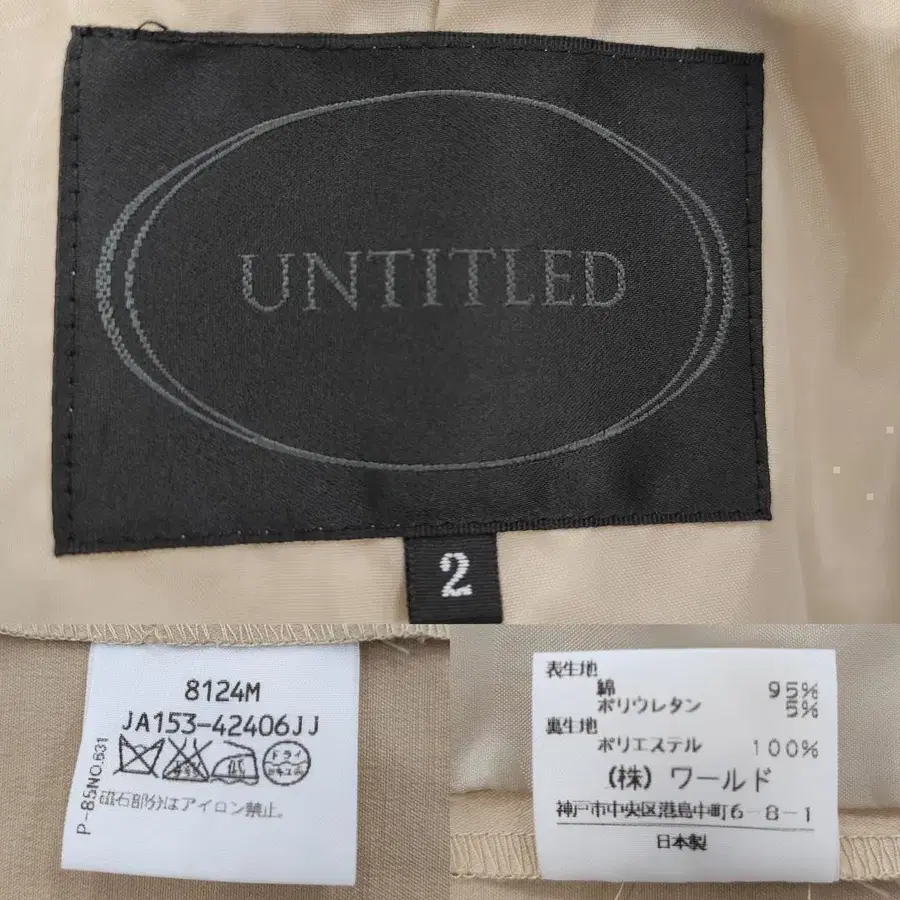 UNTITLED
2
8124M
JA153-42406JJ
ドライ
P-85NO.631
磁石部分はアイロン禁止。
表生地
綿 95%
ポリウレタン 5%
裏生地
ポリエステル 100%
(株) ワールド
神戸市中央区港島中町6-8-1
日本製